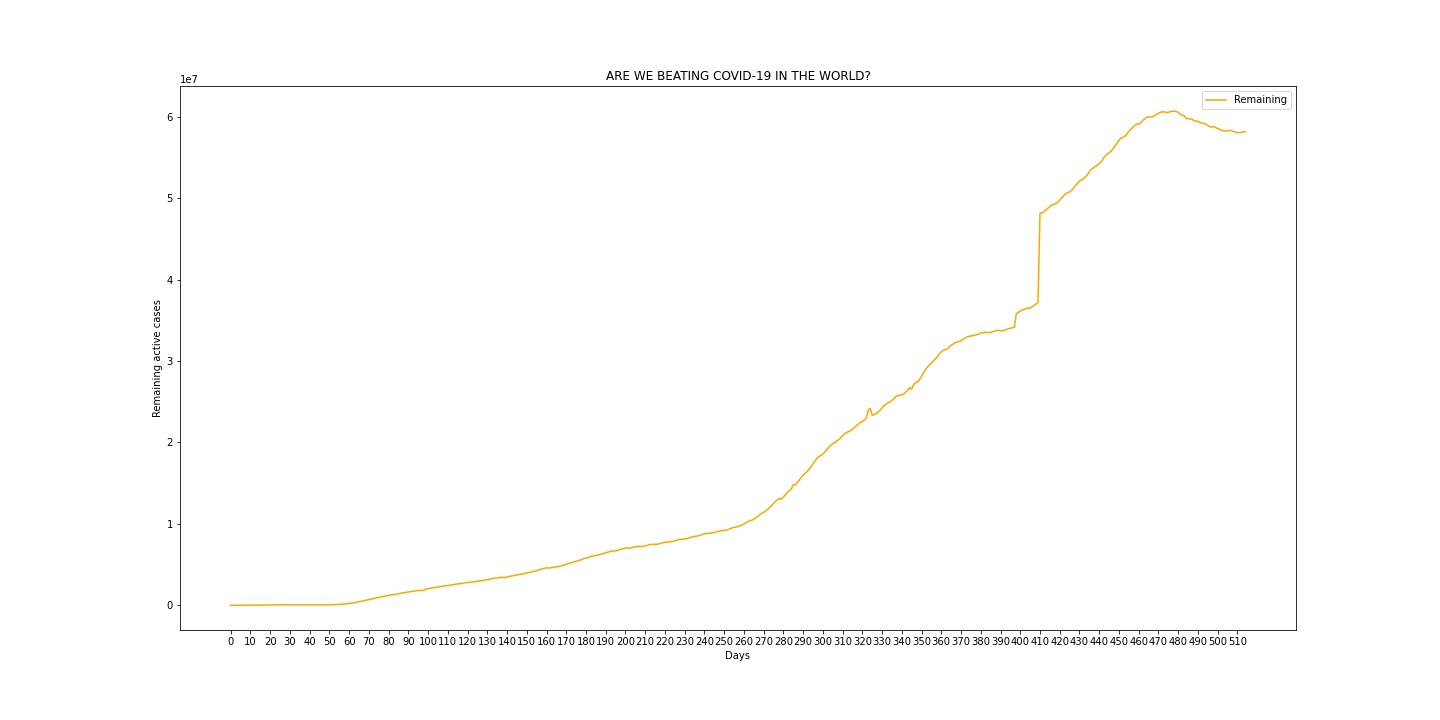 ARE WE BEATING COVID-19 IN THE WORLD?
1e7
Remaining
6
5
4
3
2
1
0
Remaining active cases
0 10 20 30 40 50 60 70 80 90 100 110 120 130 140 150 160 170 180 190 200 210 220 230 240 250 260 270 280 290 300 310 320 330 340 350 360 370 380 390 400 410 420 430 440 450 460 470 480 490 500 510
Days